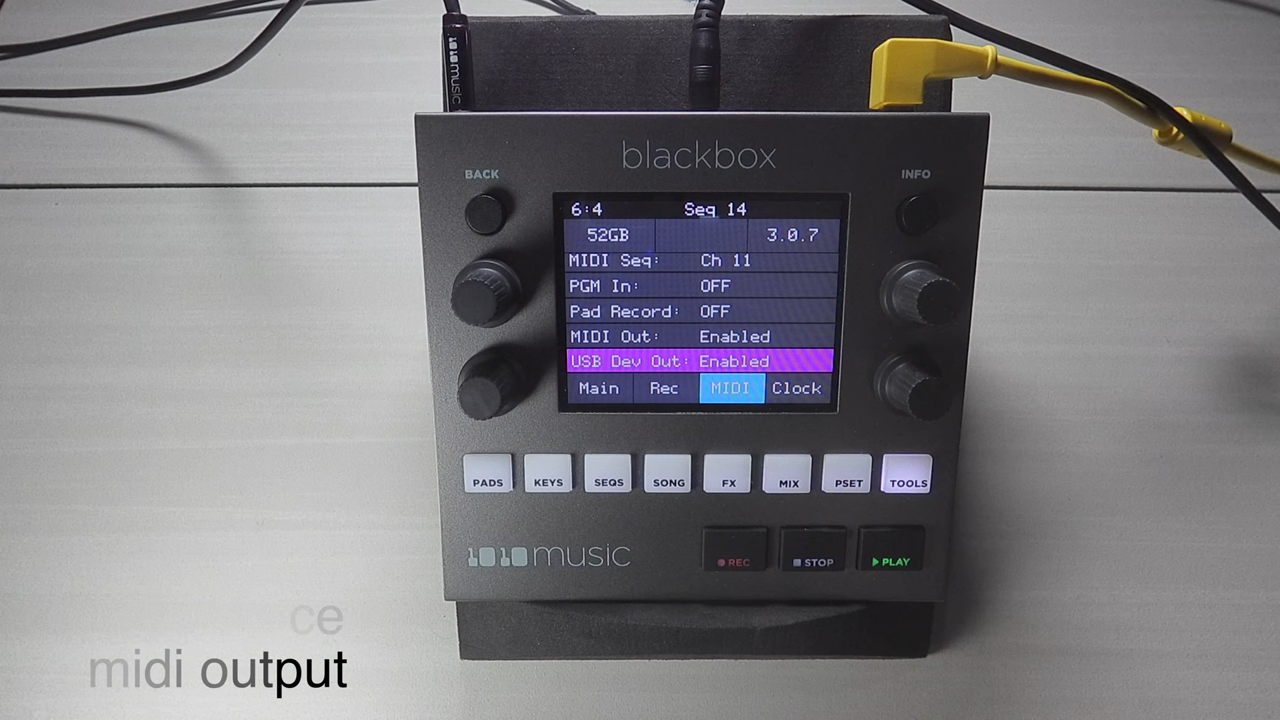 1010music
blackbox
BACK
INFO
6:4 Seq 14
52GB 3.0.7
MIDI Seq: Ch 11
PGM In: OFF
Pad Record: OFF
MIDI Out: Enabled
USB Dev Out: Enabled
Main Rec MIDI Clock
PADS KEYS SEQS SONG FX MIX PSET TOOLS
1010music
REC STOP PLAY
ce
midi output